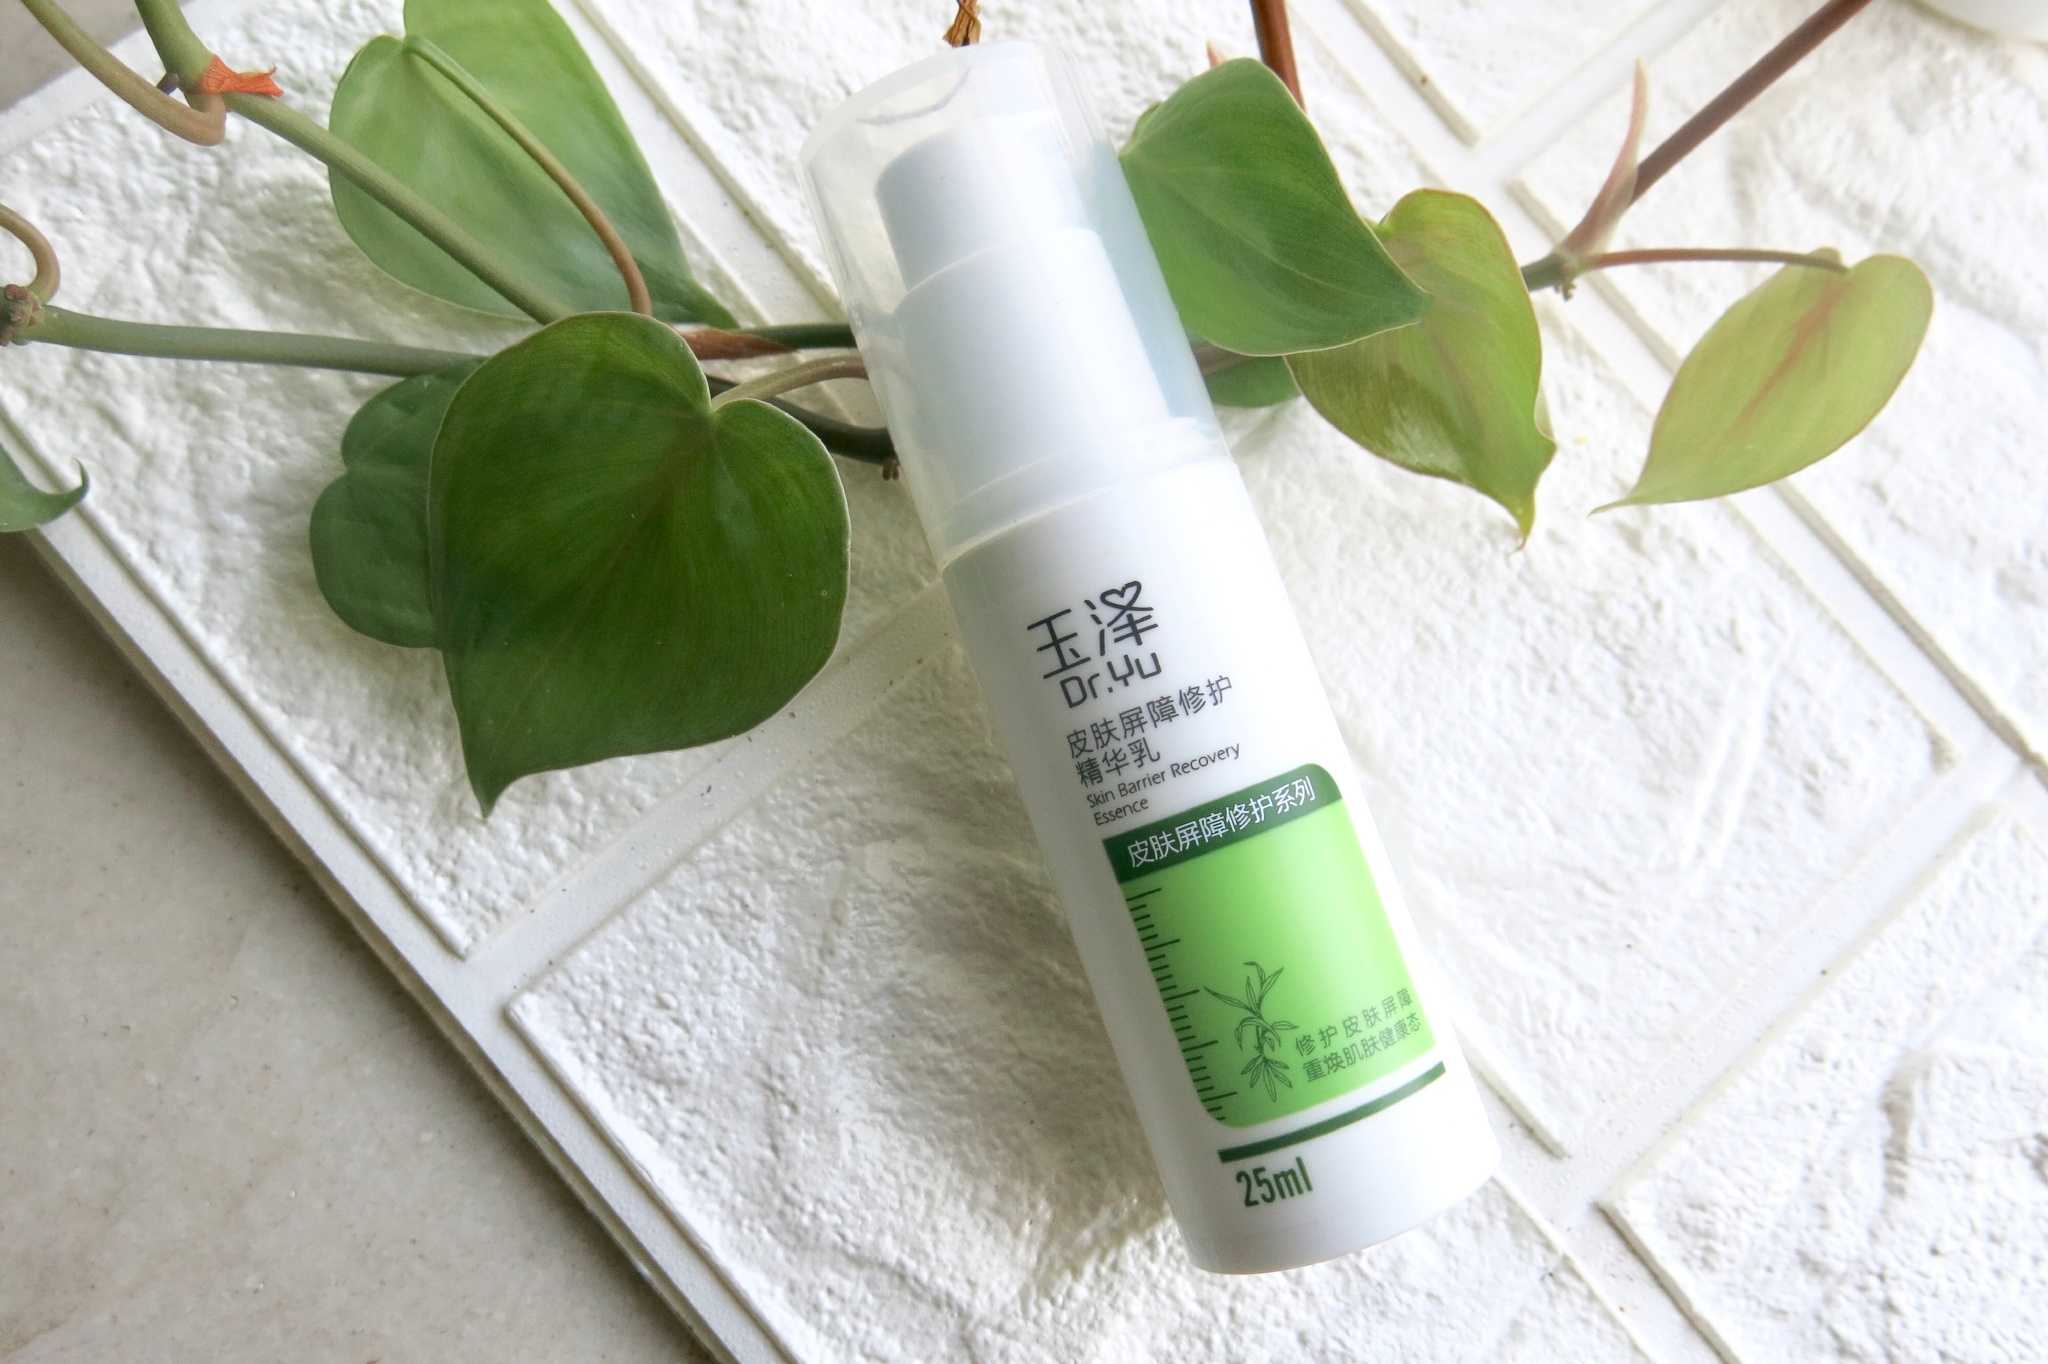 玉泽
Dr.Yu
皮肤屏障修护
精华乳
Skin Barrier Recovery
Essence
皮肤屏障修护系列
修护皮肤屏障
重焕肌肤健康态
25ml